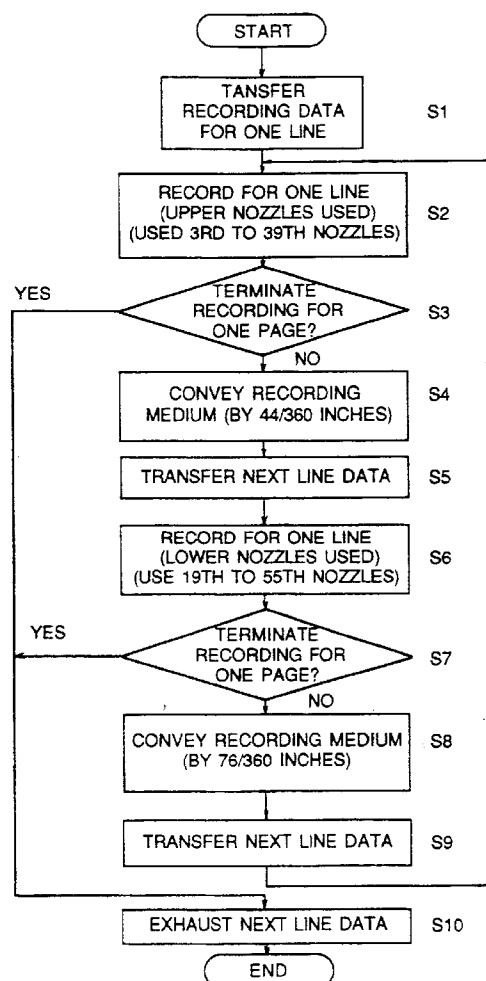 START
TANSFER
RECORDING DATA
FOR ONE LINE
S1
RECORD FOR ONE LINE
(UPPER NOZZLES USED)
(USED 3RD TO 39TH NOZZLES)
S2
YES
TERMINATE
RECORDING FOR
ONE PAGE?
S3
NO
CONVEY RECORDING
MEDIUM (BY 44/360 INCHES)
S4
TRANSFER NEXT LINE DATA
S5
RECORD FOR ONE LINE
(LOWER NOZZLES USED)
(USE 19TH TO 55TH NOZZLES)
S6
YES
TERMINATE
RECORDING FOR
ONE PAGE?
S7
NO
CONVEY RECORDING MEDIUM
(BY 76/360 INCHES)
S8
TRANSFER NEXT LINE DATA
S9
EXHAUST NEXT LINE DATA
S10
END